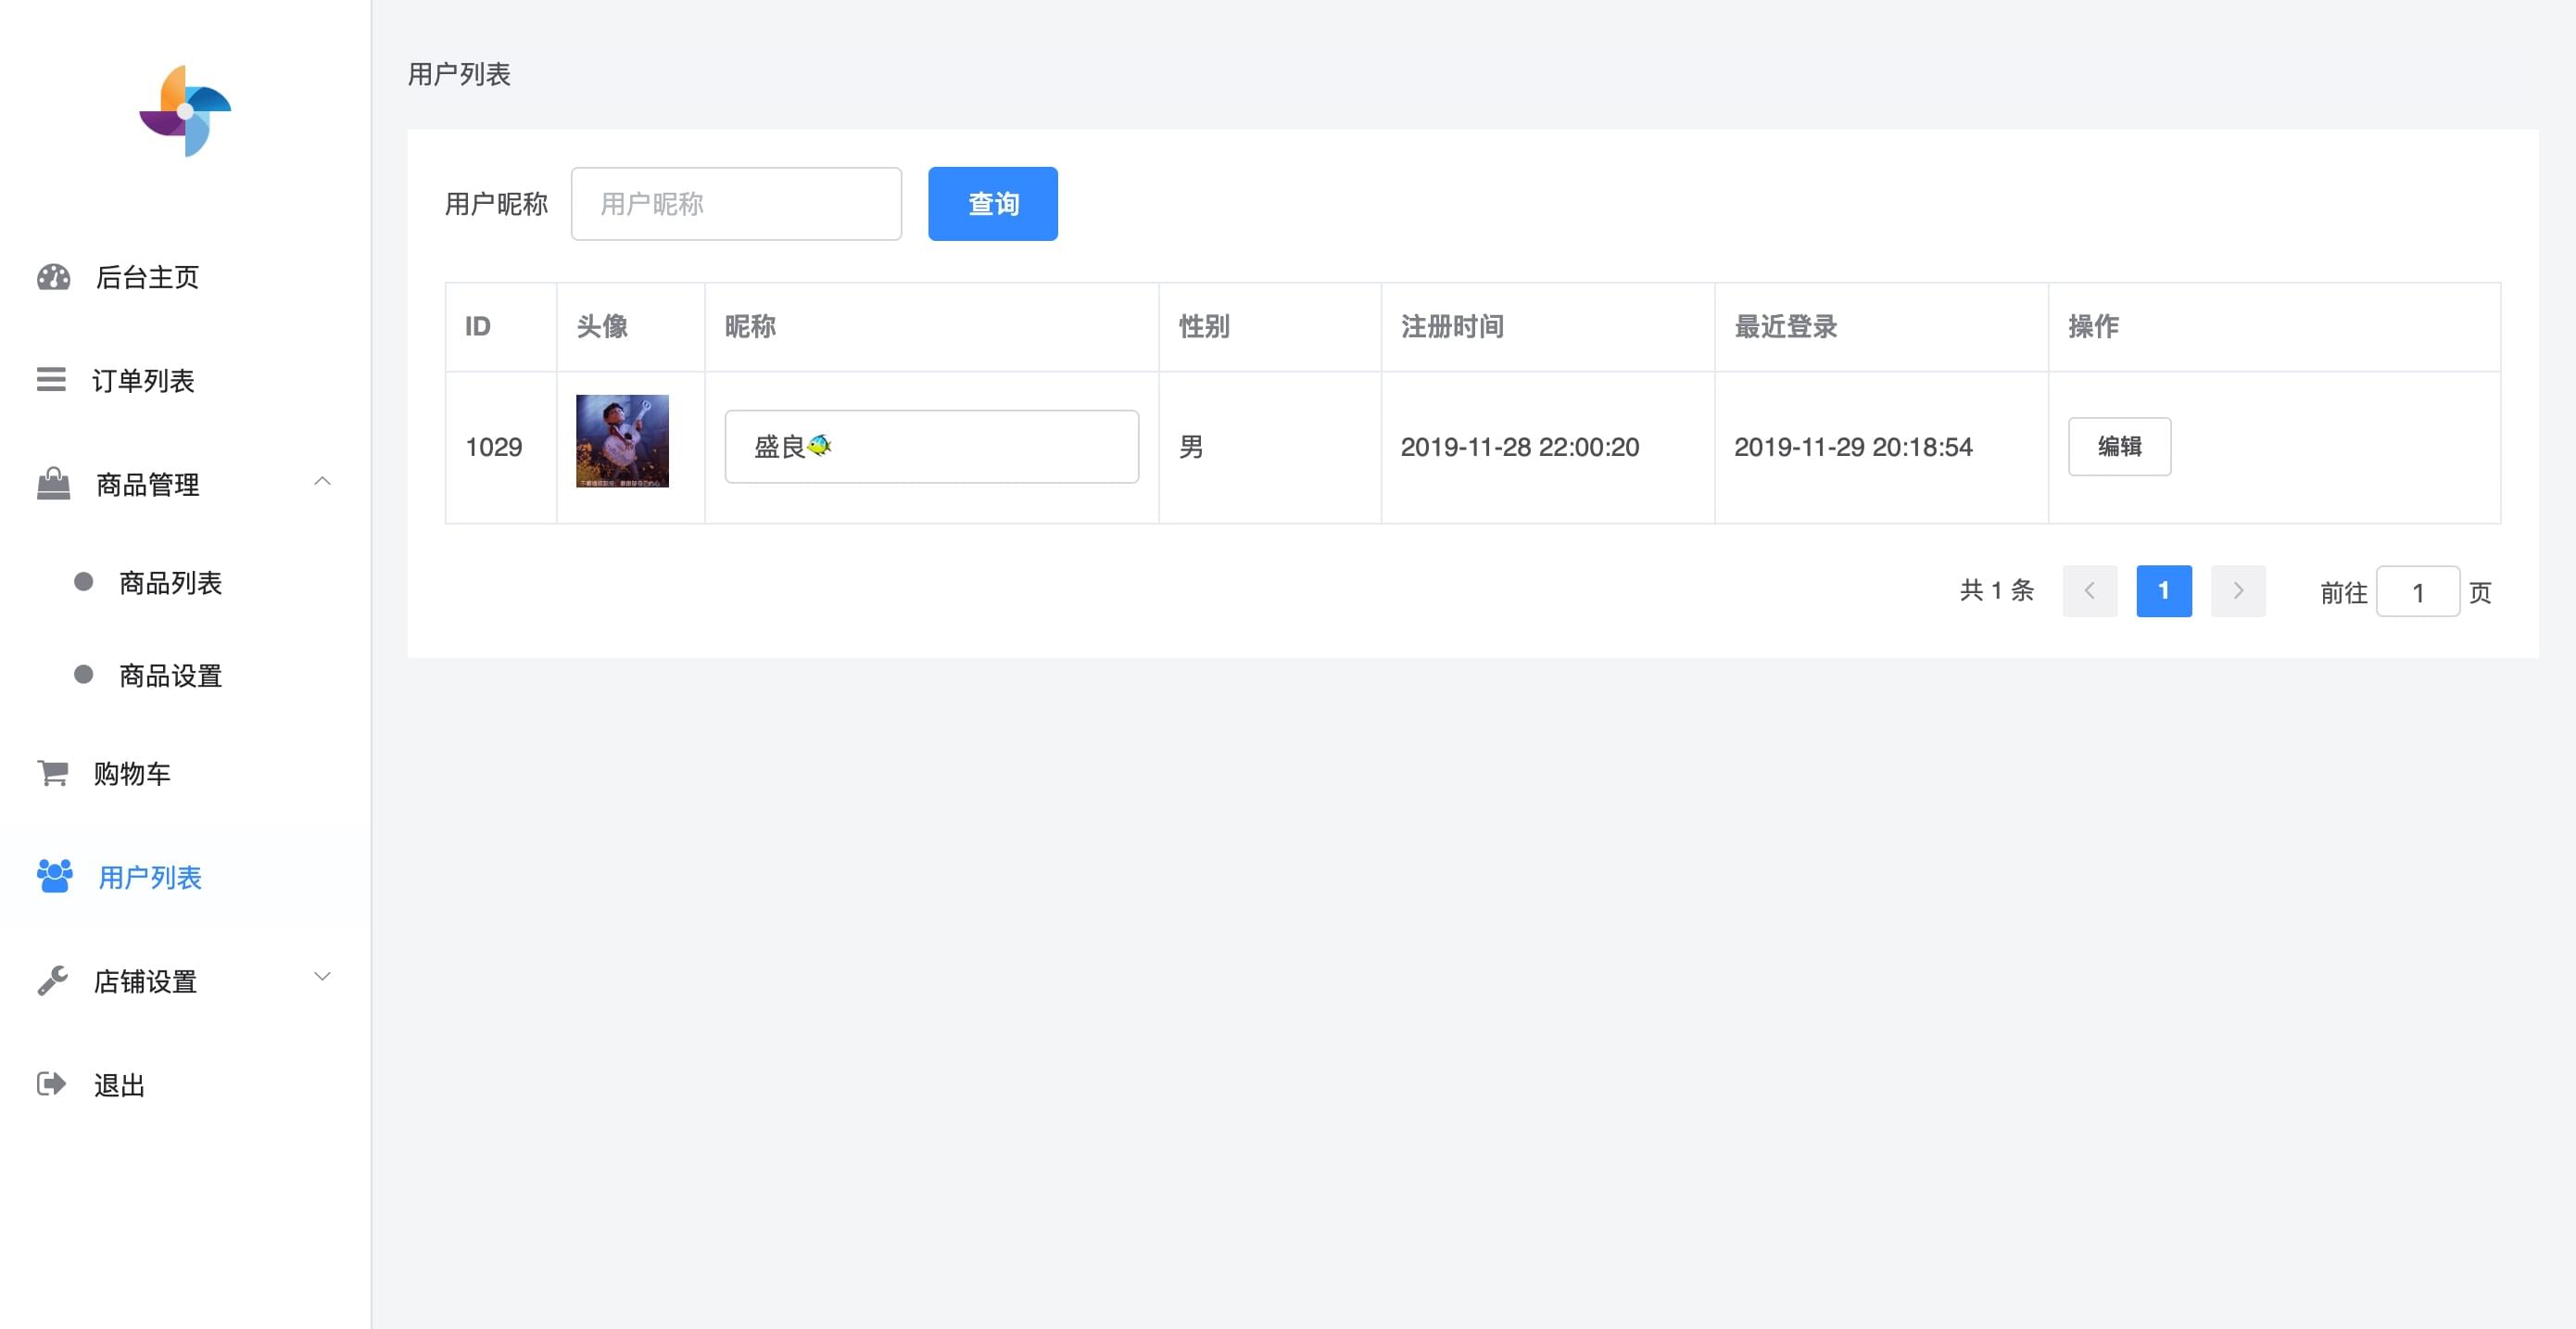 用户列表
用户昵称 用户昵称 查询
后台主页
订单列表
商品管理
商品列表
商品设置
购物车
用户列表
店铺设置
退出
ID 头像 昵称 性别 注册时间 最近登录 操作
1029 盛良🐠 男 2019-11-28 22:00:20 2019-11-29 20:18:54 编辑
共 1 条 1 前往 1 页